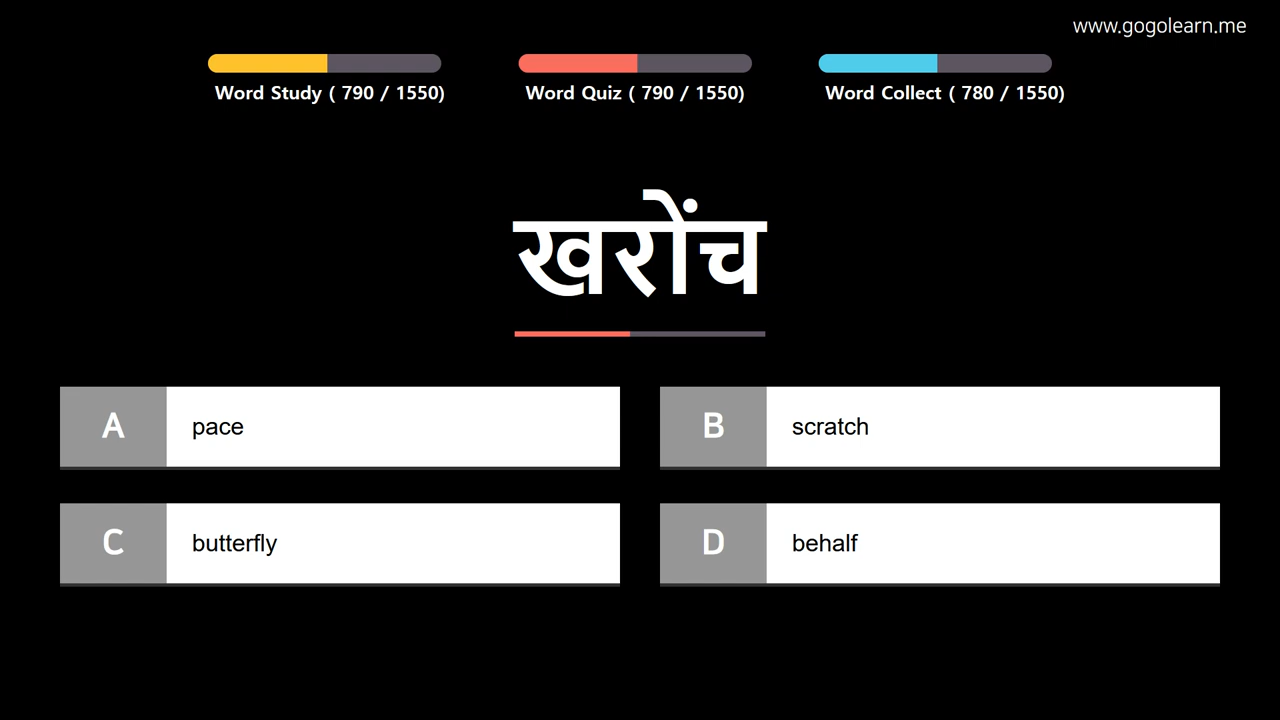 www.gogolearn.me
Word Study ( 790 / 1550)
Word Quiz ( 790 / 1550)
Word Collect ( 780 / 1550)
खरोंच
A
pace
B
scratch
C
butterfly
D
behalf